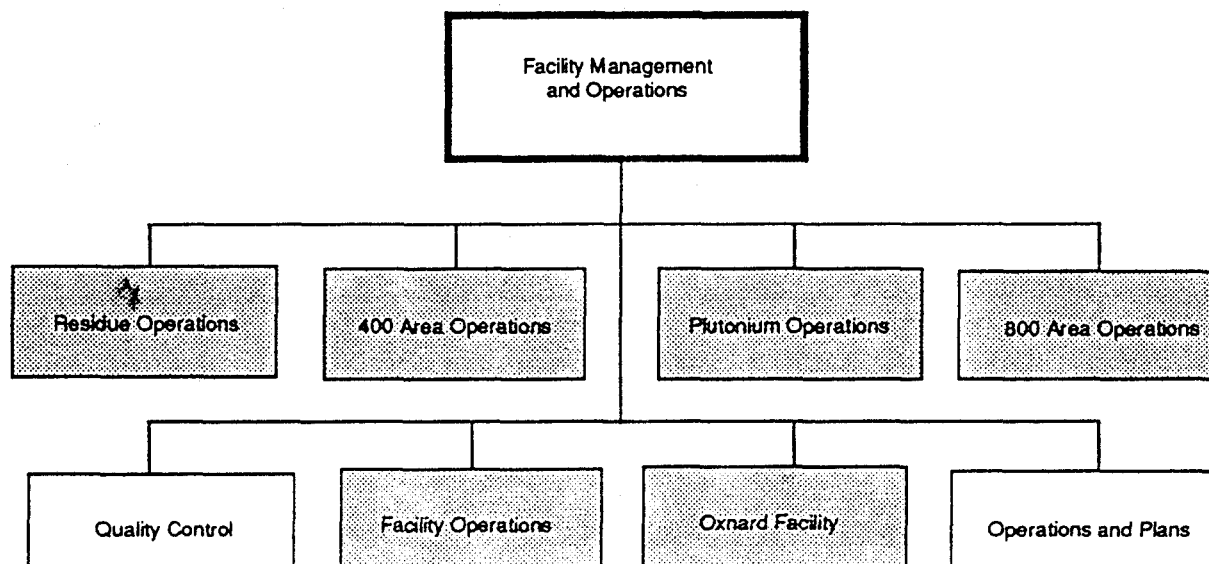 Facility Management
and Operations
Residue Operations
400 Area Operations
Plutonium Operations
800 Area Operations
Quality Control
Facility Operations
Oxnard Facility
Operations and Plans